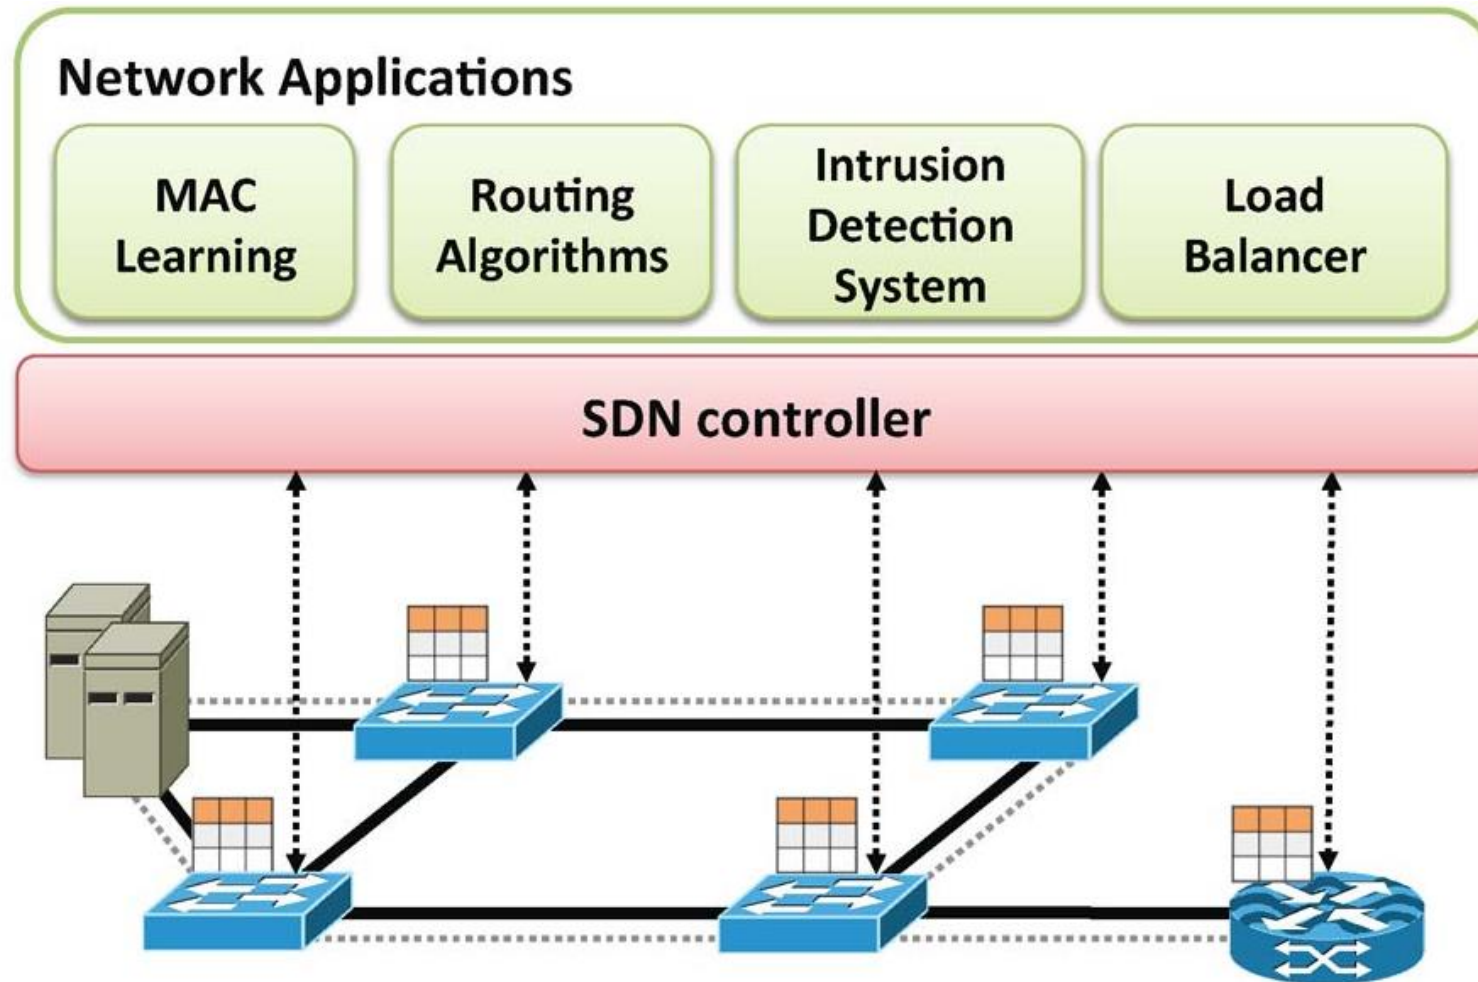 Network Applications
MAC
Learning
Routing
Algorithms
Intrusion
Detection
System
Load
Balancer
SDN controller